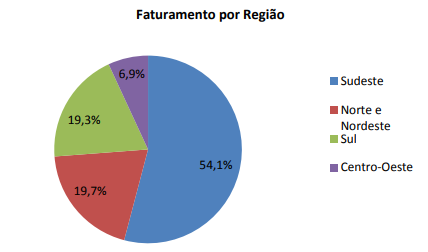 Faturamento por Região
6,9%
19,3%
54,1%
19,7%
Sudeste
Norte e
Nordeste
Sul
Centro-Oeste